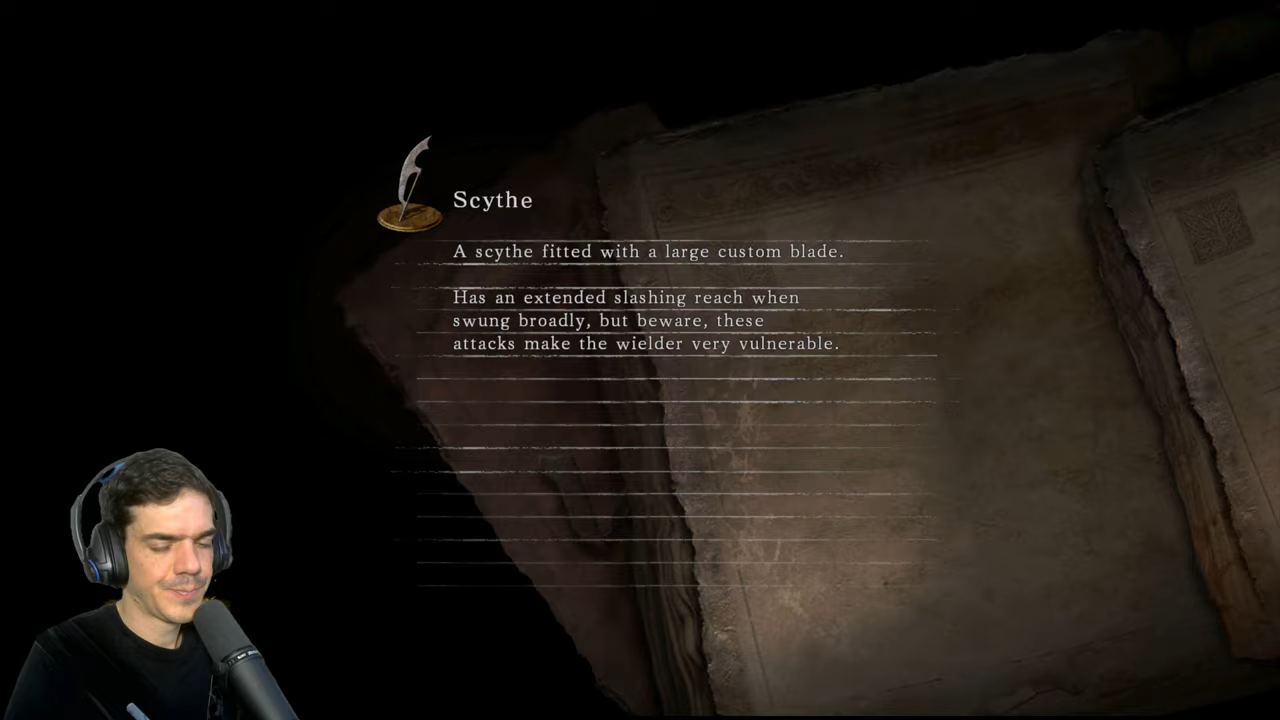 Scythe
A scythe fitted with a large custom blade.
Has an extended slashing reach when
swung broadly, but beware, these
attacks make the wielder very vulnerable.